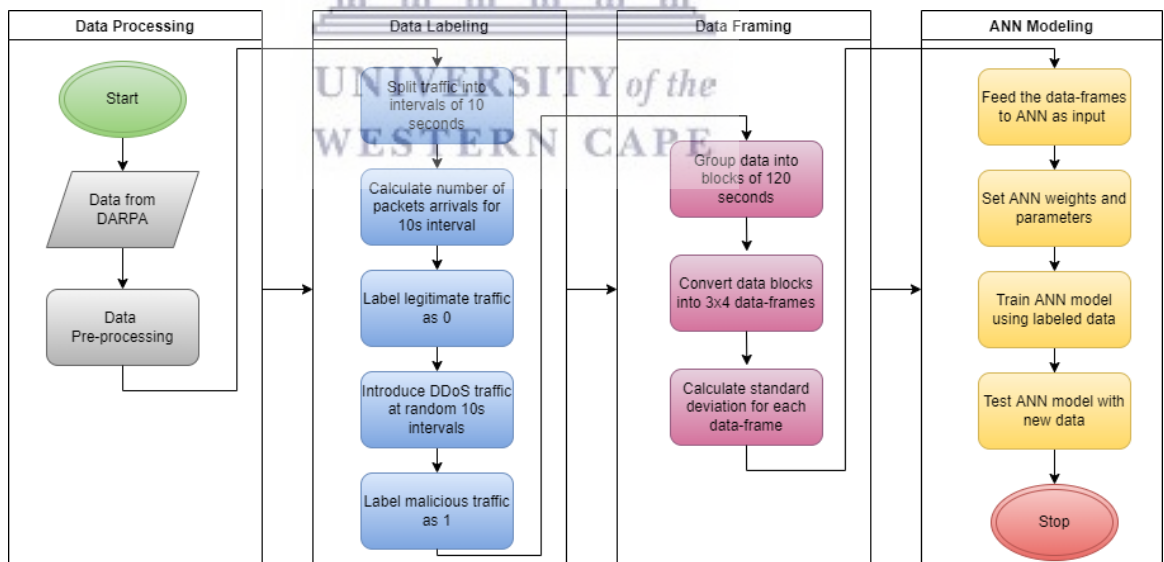 Data Processing
Start
Data from
DARPA
Data
Pre-processing
Data Labeling
Split traffic into
intervals of 10
seconds
Calculate number of
packets arrivals for
10s interval
Label legitimate traffic
as 0
Introduce DDoS traffic
at random 10s
intervals
Label malicious traffic
as 1
Data Framing
Group data into
blocks of 120
seconds
Convert data blocks
into 3x4 data-frames
Calculate standard
deviation for each
data-frame
ANN Modeling
Feed the data-frames
to ANN as input
Set ANN weights and
parameters
Train ANN model
using labeled data
Test ANN model with
new data
Stop
UNIVERSITY of the
WESTERN CAPE